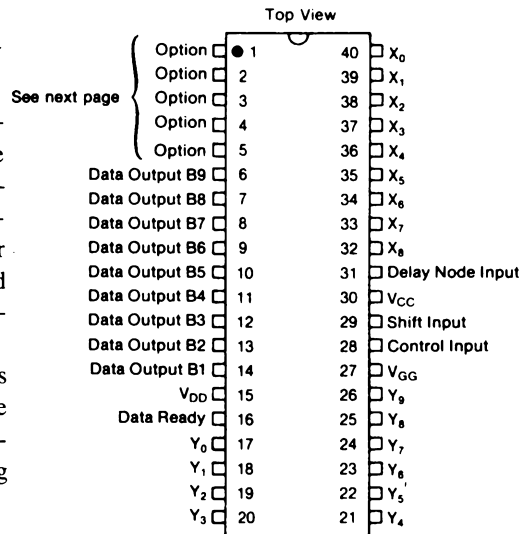 Top View
Option 1 40 X₀
Option 2 39 X₁
Option 3 38 X₂
See next page
Option 4 37 X₃
Option 5 36 X₄
Data Output B9 6 35 X₅
Data Output B8 7 34 X₆
Data Output B7 8 33 X₇
Data Output B6 9 32 X₈
Data Output B5 10 31 Delay Node Input
Data Output B4 11 30 VCC
Data Output B3 12 29 Shift Input
Data Output B2 13 28 Control Input
Data Output B1 14 27 VGG
VDD 15 26 Y₉
Data Ready 16 25 Y₈
Y₀ 17 24 Y₇
Y₁ 18 23 Y₆
Y₂ 19 22 Y₅'
Y₃ 20 21 Y₄